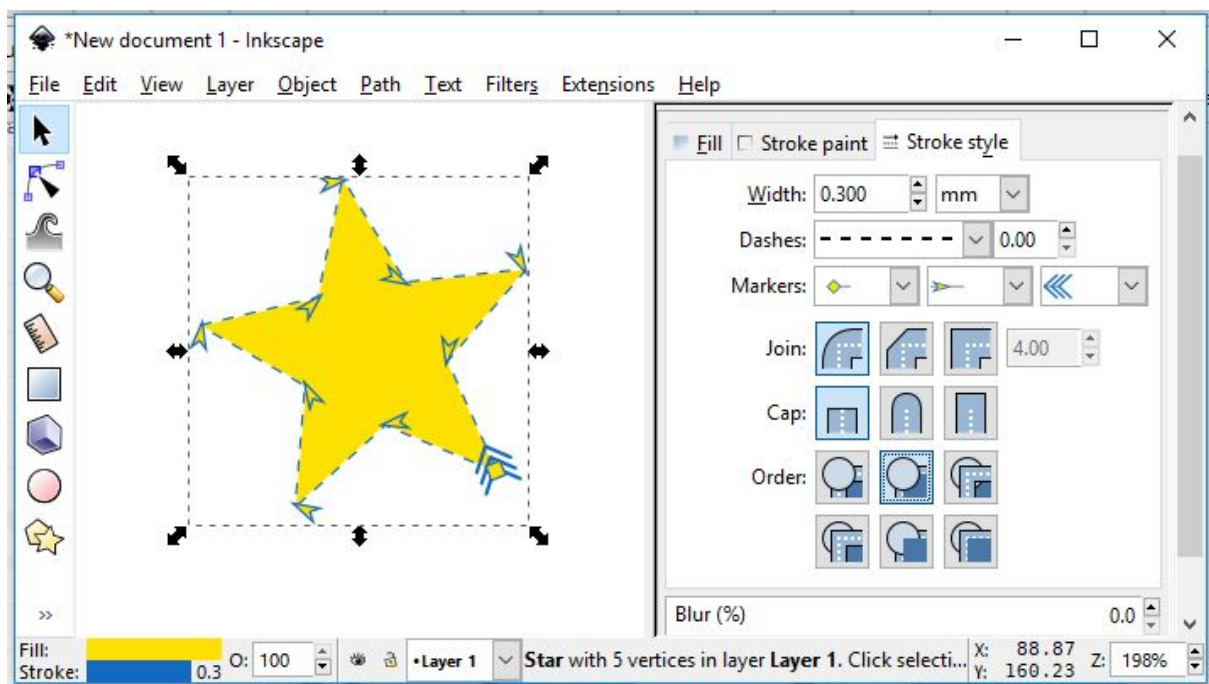 *New document 1 - Inkscape
File Edit View Layer Object Path Text Filters Extensions Help
Fill Stroke paint Stroke style
Width: 0.300 mm
Dashes: 0.00
Markers:
Join: 4.00
Cap:
Order:
Blur (%) 0.0
Fill:
Stroke: 0.3 O: 100 •Layer 1 Star with 5 vertices in layer Layer 1. Click selecti... X: 88.87 Z: 198%
Y: 160.23